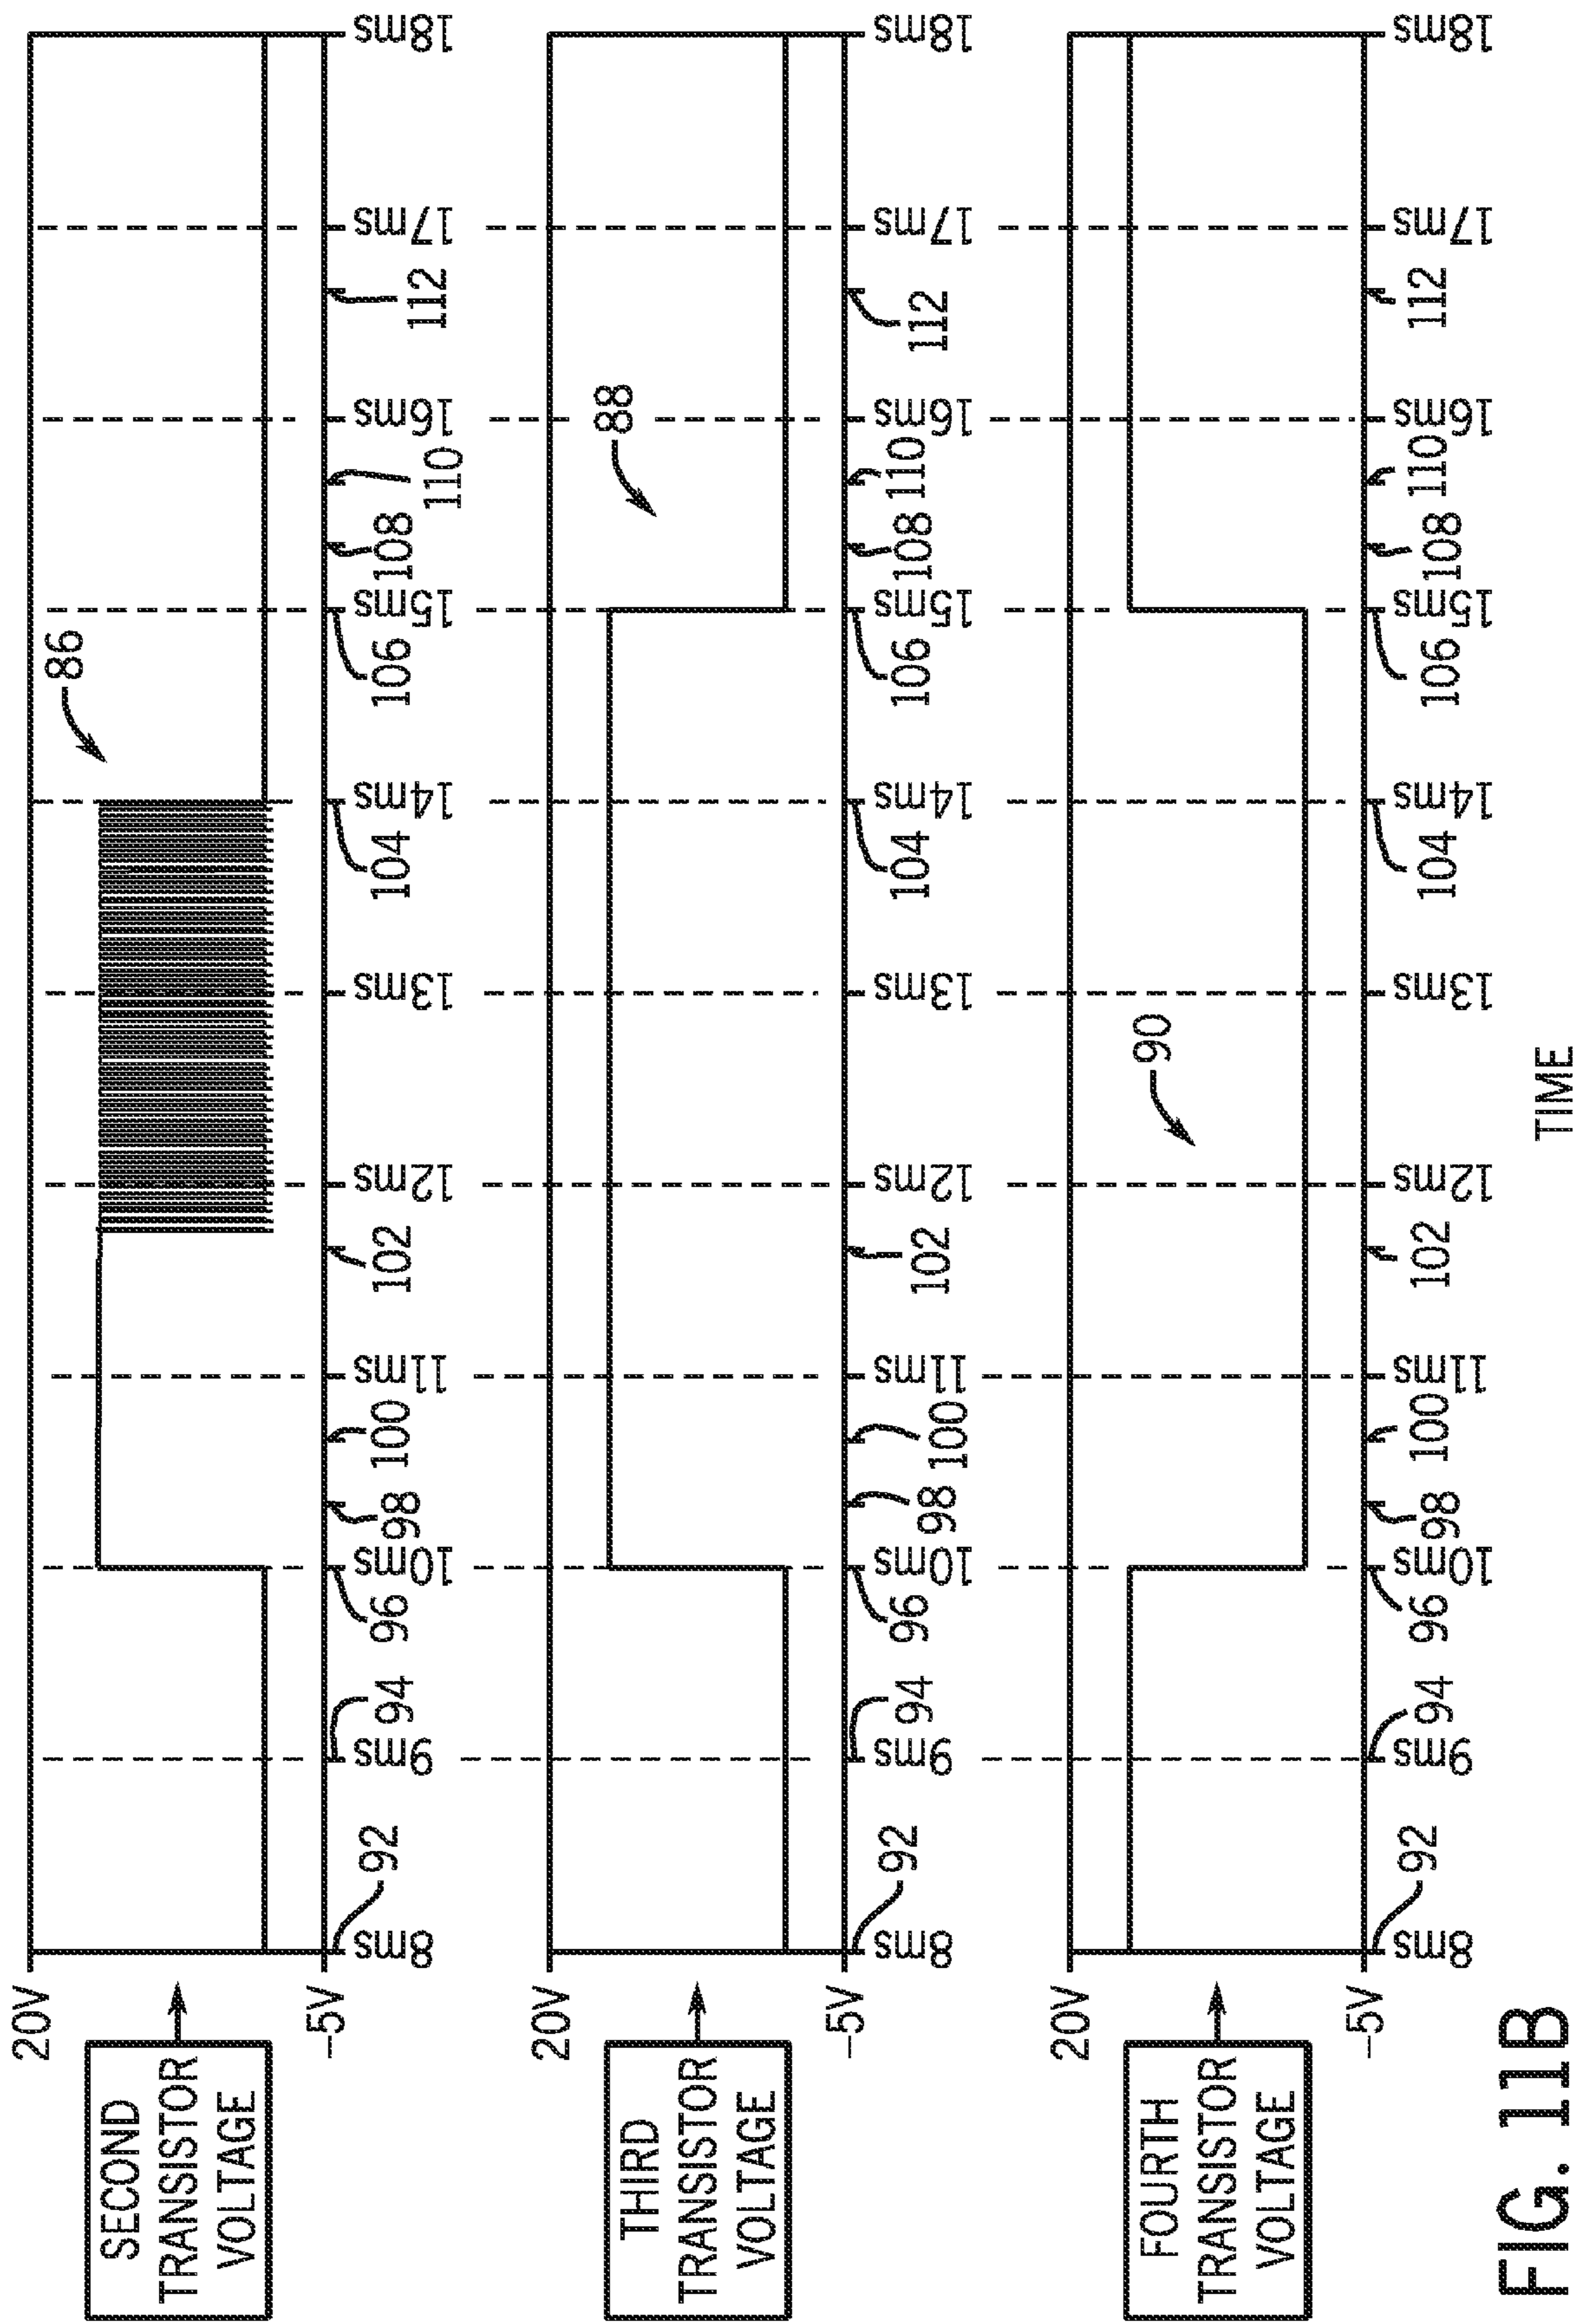 20V
SECOND
TRANSISTOR
VOLTAGE
-5V
86
8ms 9ms 10ms 11ms 12ms 13ms 14ms 15ms 16ms 17ms 18ms
92 94 96 98 100 102 104 106 108 110 112
20V
THIRD
TRANSISTOR
VOLTAGE
-5V
88
8ms 9ms 10ms 11ms 12ms 13ms 14ms 15ms 16ms 17ms 18ms
92 94 96 98 100 102 104 106 108 110 112
20V
FOURTH
TRANSISTOR
VOLTAGE
-5V
90
8ms 9ms 10ms 11ms 12ms 13ms 14ms 15ms 16ms 17ms 18ms
92 94 96 98 100 102 104 106 108 110 112
TIME
FIG. 11B